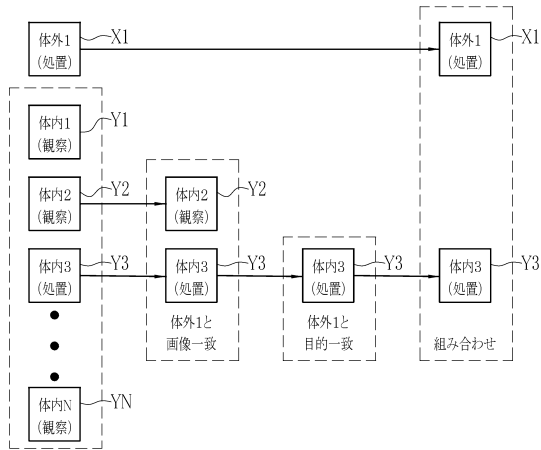 体外1
(処置)
X1
体外1
(処置)
X1
体内1
(観察)
Y1
体内2
(観察)
Y2
体内2
(観察)
Y2
体内3
(処置)
Y3
体内3
(処置)
Y3
体内3
(処置)
Y3
体内3
(処置)
Y3
体外1と
画像一致
体外1と
目的一致
組み合わせ
体内N
(観察)
YN